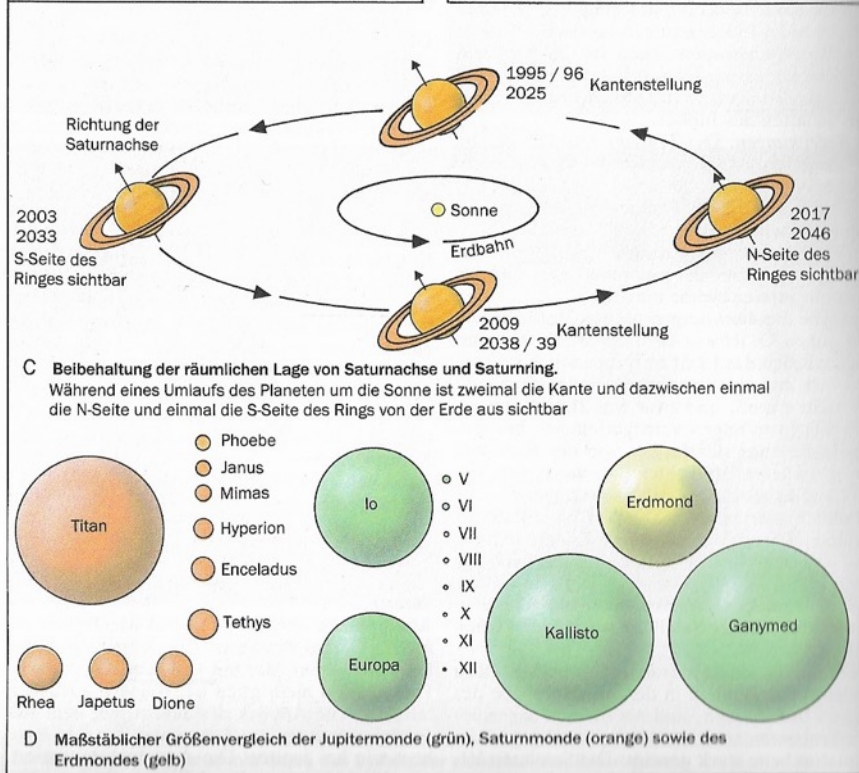 1995 / 96
2025
Kantenstellung
Richtung der
Saturnachse
Sonne
Erdbahn
2003
2033
S-Seite des
Ringes sichtbar
2017
2046
N-Seite des
Ringes sichtbar
2009
2038 / 39
Kantenstellung
C Beibehaltung der räumlichen Lage von Saturnachse und Saturnring.
Während eines Umlaufs des Planeten um die Sonne ist zweimal die Kante und dazwischen einmal
die N-Seite und einmal die S-Seite des Rings von der Erde aus sichtbar
Titan
Phoebe
Janus
Mimas
Hyperion
Enceladus
Tethys
Rhea
Japetus
Dione
Io
Europa
V
VI
VII
VIII
IX
X
XI
XII
Erdmond
Kallisto
Ganymed
D Maßstäblicher Größenvergleich der Jupitermonde (grün), Saturnmonde (orange) sowie des
Erdmondes (gelb)